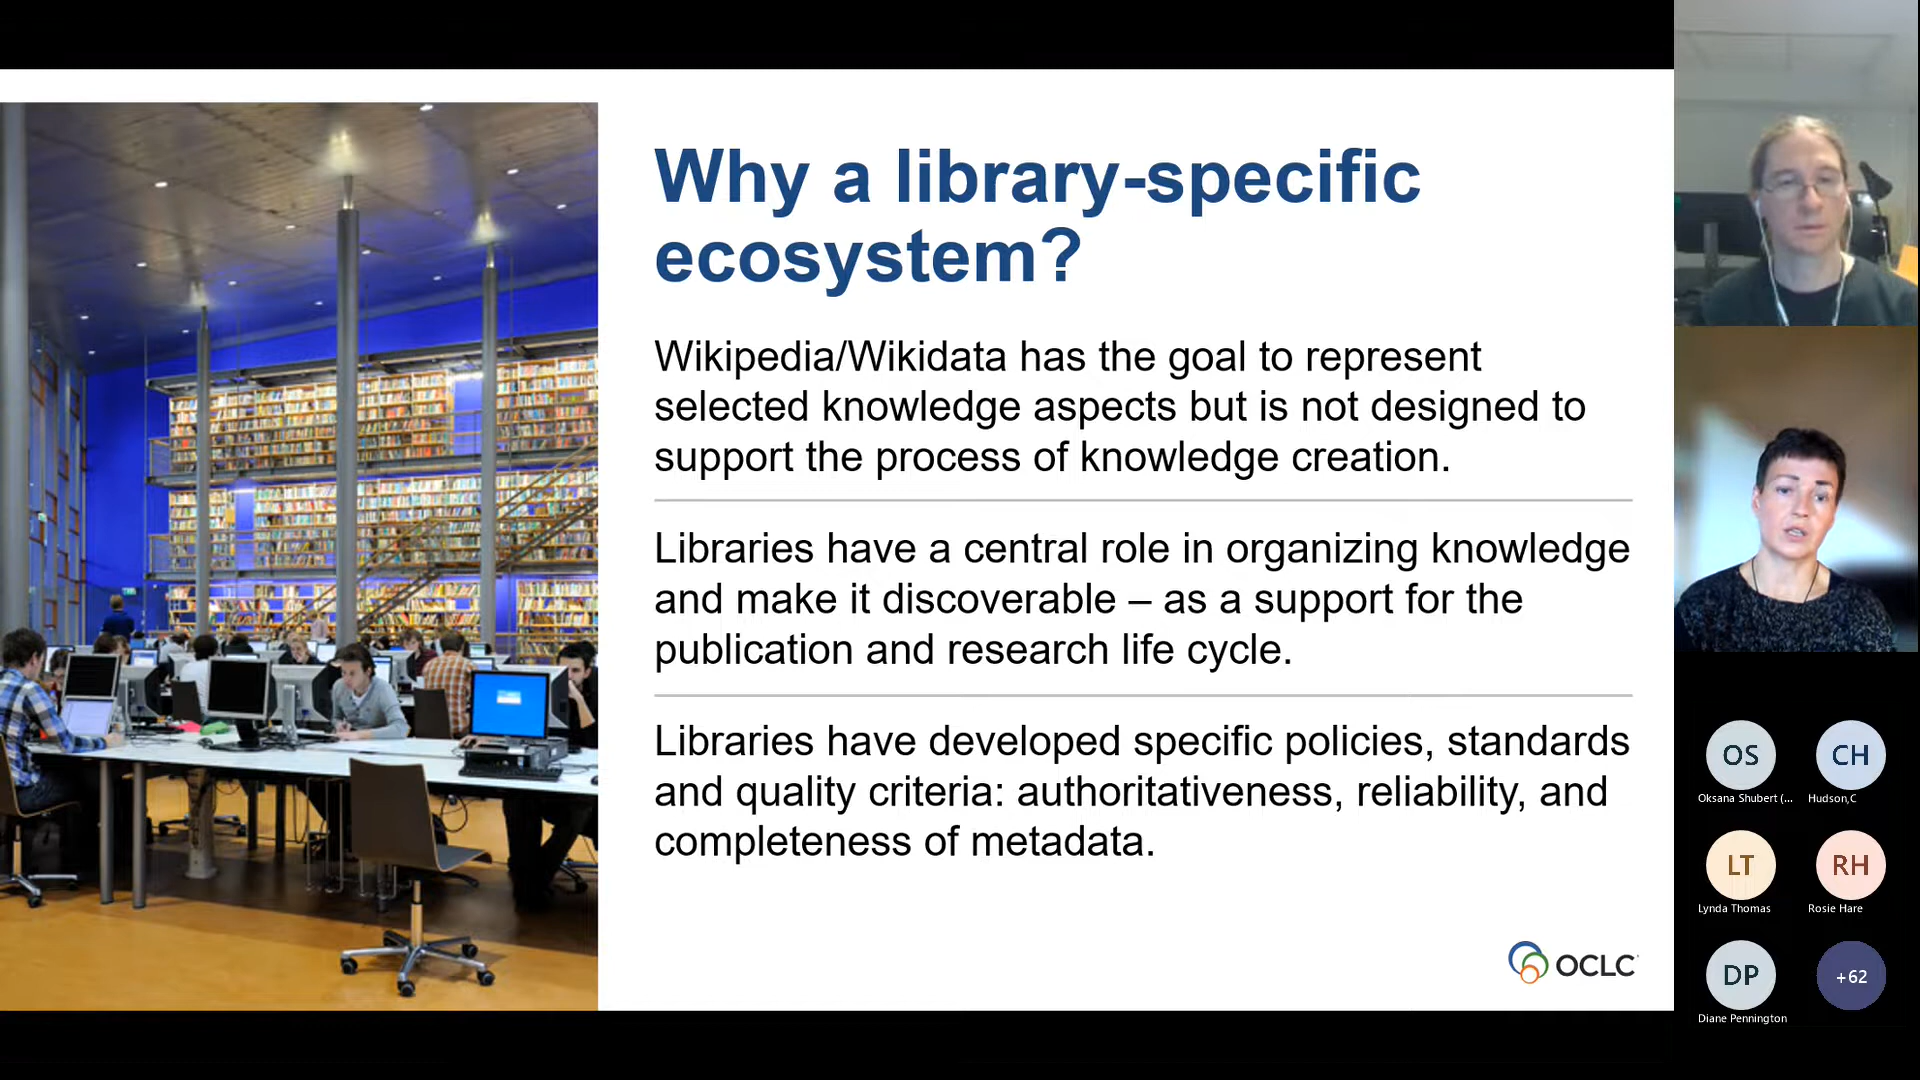 Why a library-specific
ecosystem?
Wikipedia/Wikidata has the goal to represent
selected knowledge aspects but is not designed to
support the process of knowledge creation.
Libraries have a central role in organizing knowledge
and make it discoverable – as a support for the
publication and research life cycle.
Libraries have developed specific policies, standards
and quality criteria: authoritativeness, reliability, and
completeness of metadata.
OCLC
OS
CH
Oksana Shubert (...
Hudson,C
LT
RH
Lynda Thomas
Rosie Hare
DP
+62
Diane Pennington